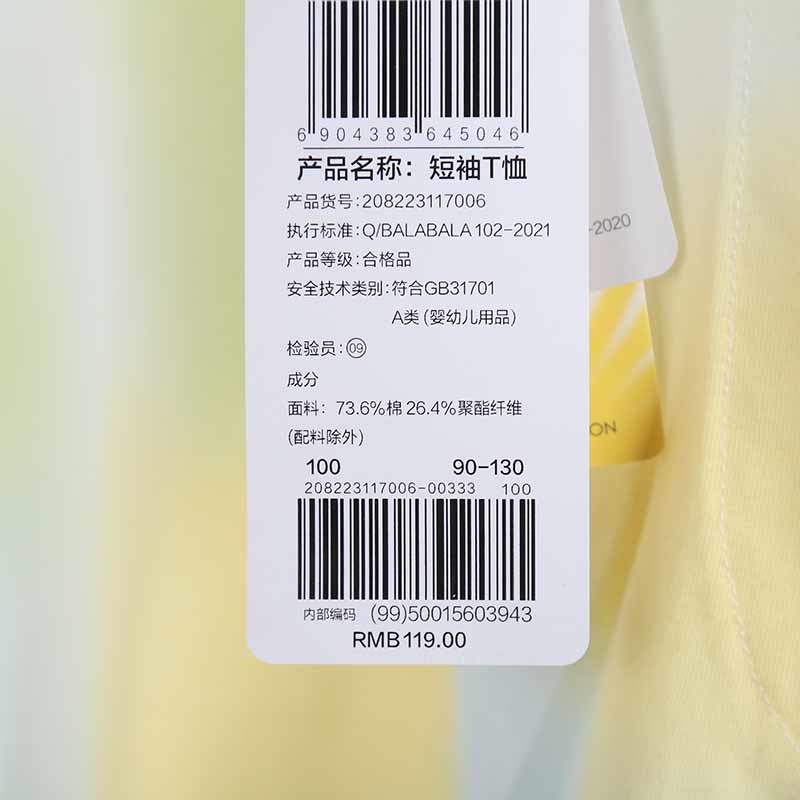 6 904383 645046
产品名称：短袖T恤
产品货号:208223117006
执行标准:Q/BALABALA 102-2021
产品等级:合格品
安全技术类别:符合GB31701
A类(婴幼儿用品)
检验员:09
成分
面料：73.6%棉 26.4%聚酯纤维
(配料除外)
100 90-130
208223117006-00333 100
内部编码 (99)50015603943
RMB 119.00
-2020
ON